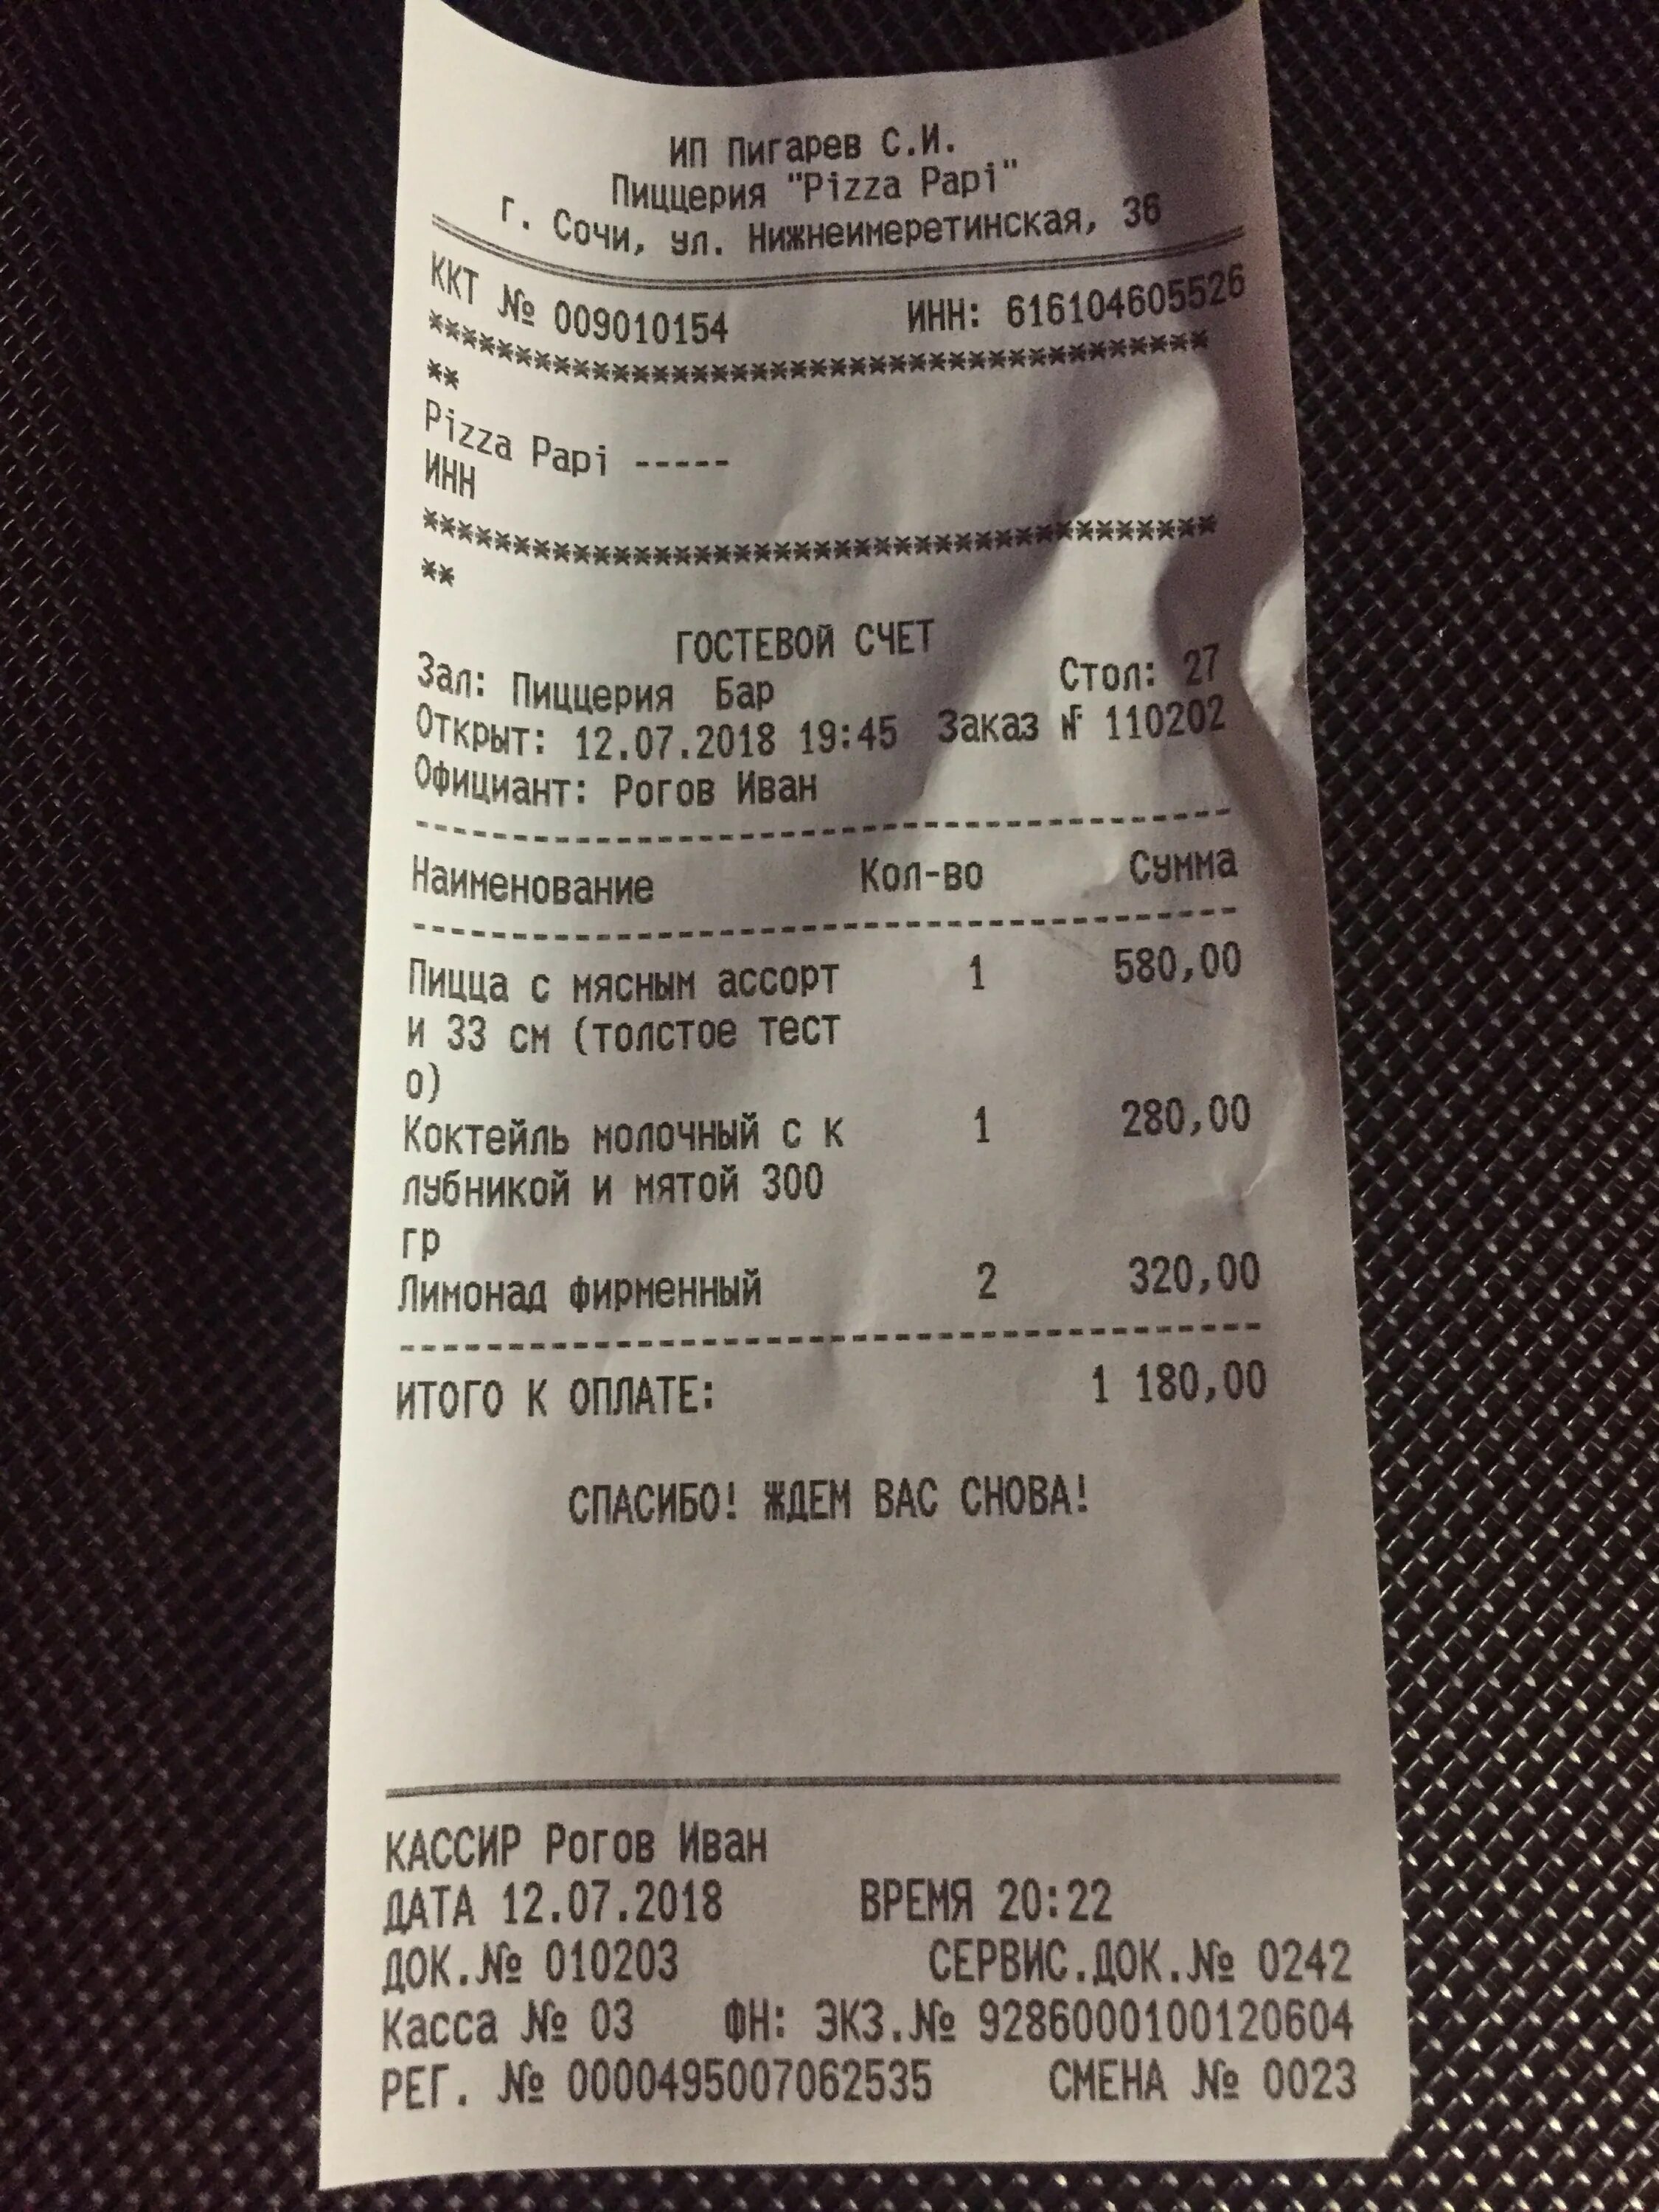 ИП Пигарев С.И.
Пиццерия "Pizza Papi"
г. Сочи, ул. Нижнеимеретинская, 36
ККТ № 009010154 ИНН: 616104605526
****************************************
**
Pizza Papi -----
ИНН
****************************************
**
ГОСТЕВОЙ СЧЕТ
Зал: Пиццерия Бар Стол: 27
Открыт: 12.07.2018 19:45 Заказ № 110202
Официант: Рогов Иван
-----------------------------------------
Наименование Кол-во Сумма
-----------------------------------------
Пицца с мясным ассорт 1 580,00
и 33 см (толстое тест
о)
Коктейль молочный с к 1 280,00
лубникой и мятой 300
гр
Лимонад фирменный 2 320,00
-----------------------------------------
ИТОГО К ОПЛАТЕ: 1 180,00
СПАСИБО! ЖДЕМ ВАС СНОВА!
КАССИР Рогов Иван
ДАТА 12.07.2018 ВРЕМЯ 20:22
ДОК.№ 010203 СЕРВИС.ДОК.№ 0242
Касса № 03 ФН: ЭКЗ.№ 9286000100120604
РЕГ. № 0000495007062535 СМЕНА № 0023